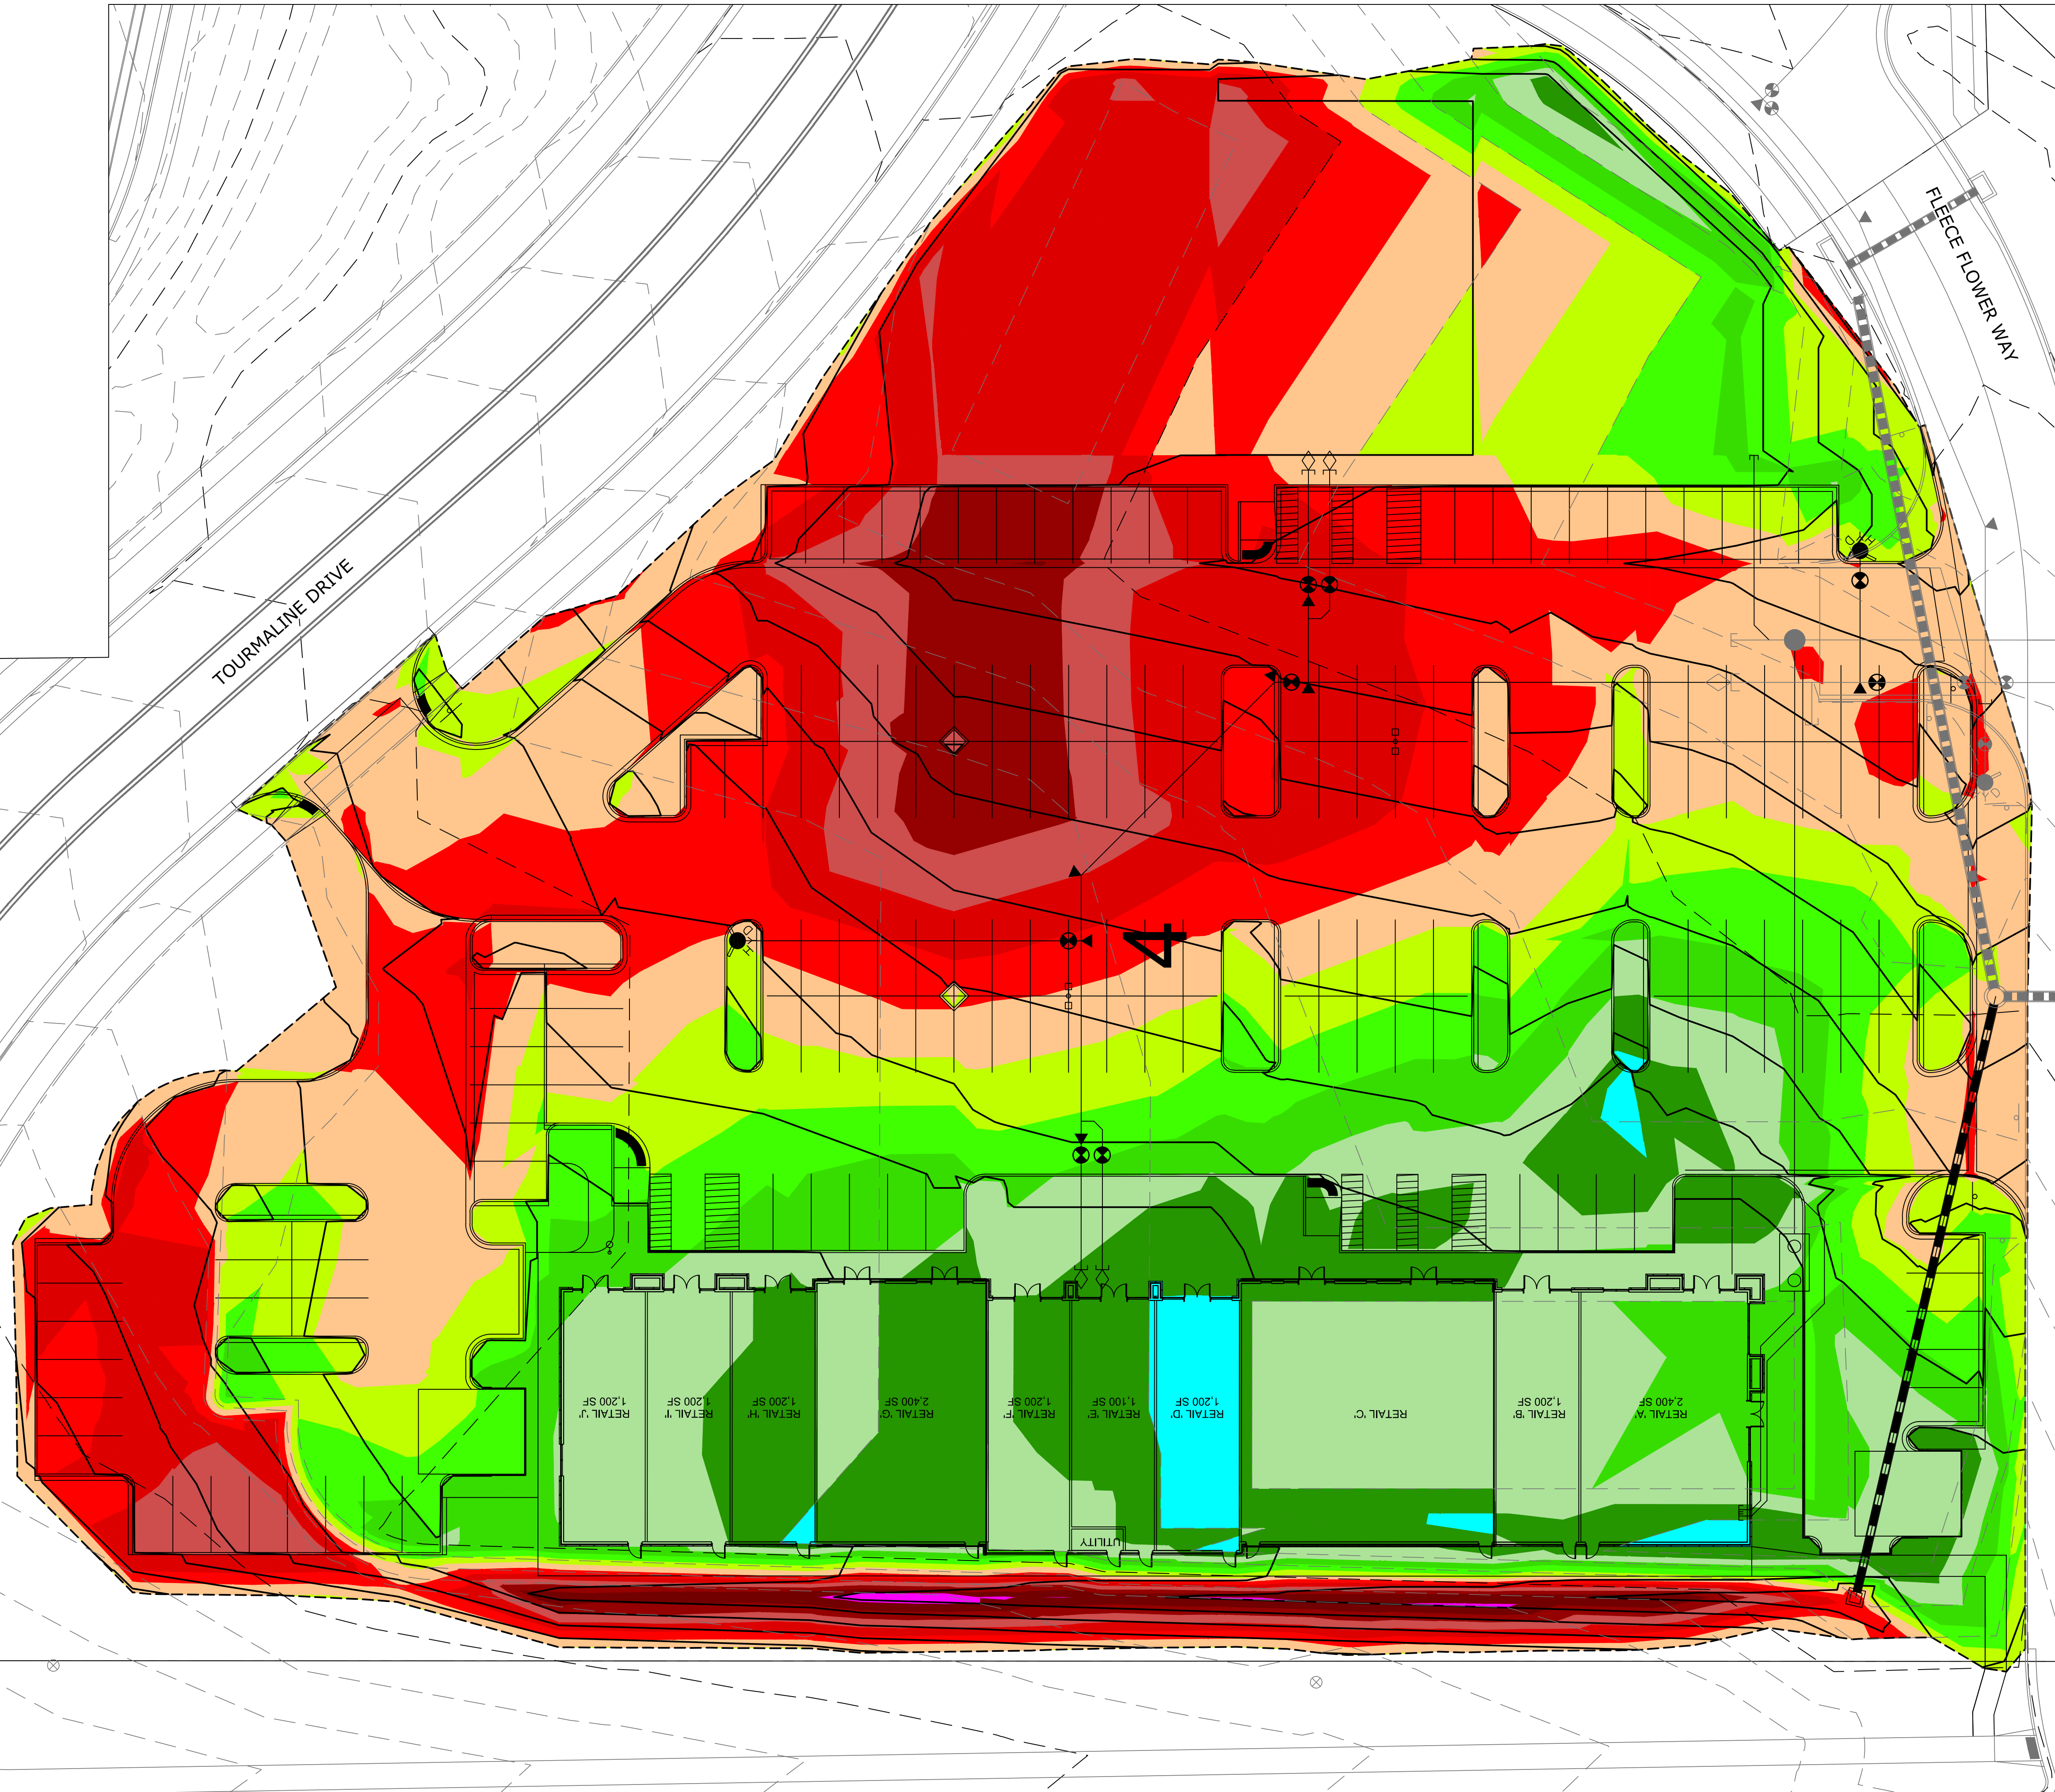 FLEECE FLOWER WAY
TOURMALINE DRIVE
4
RETAIL 'J'
1,200 SF
RETAIL 'I'
1,200 SF
RETAIL 'H'
1,200 SF
RETAIL 'G'
2,400 SF
RETAIL 'F'
1,200 SF
RETAIL 'E'
1,100 SF
RETAIL 'D'
1,200 SF
RETAIL 'C'
RETAIL 'B'
1,200 SF
RETAIL 'A'
2,400 SF
UTILITY